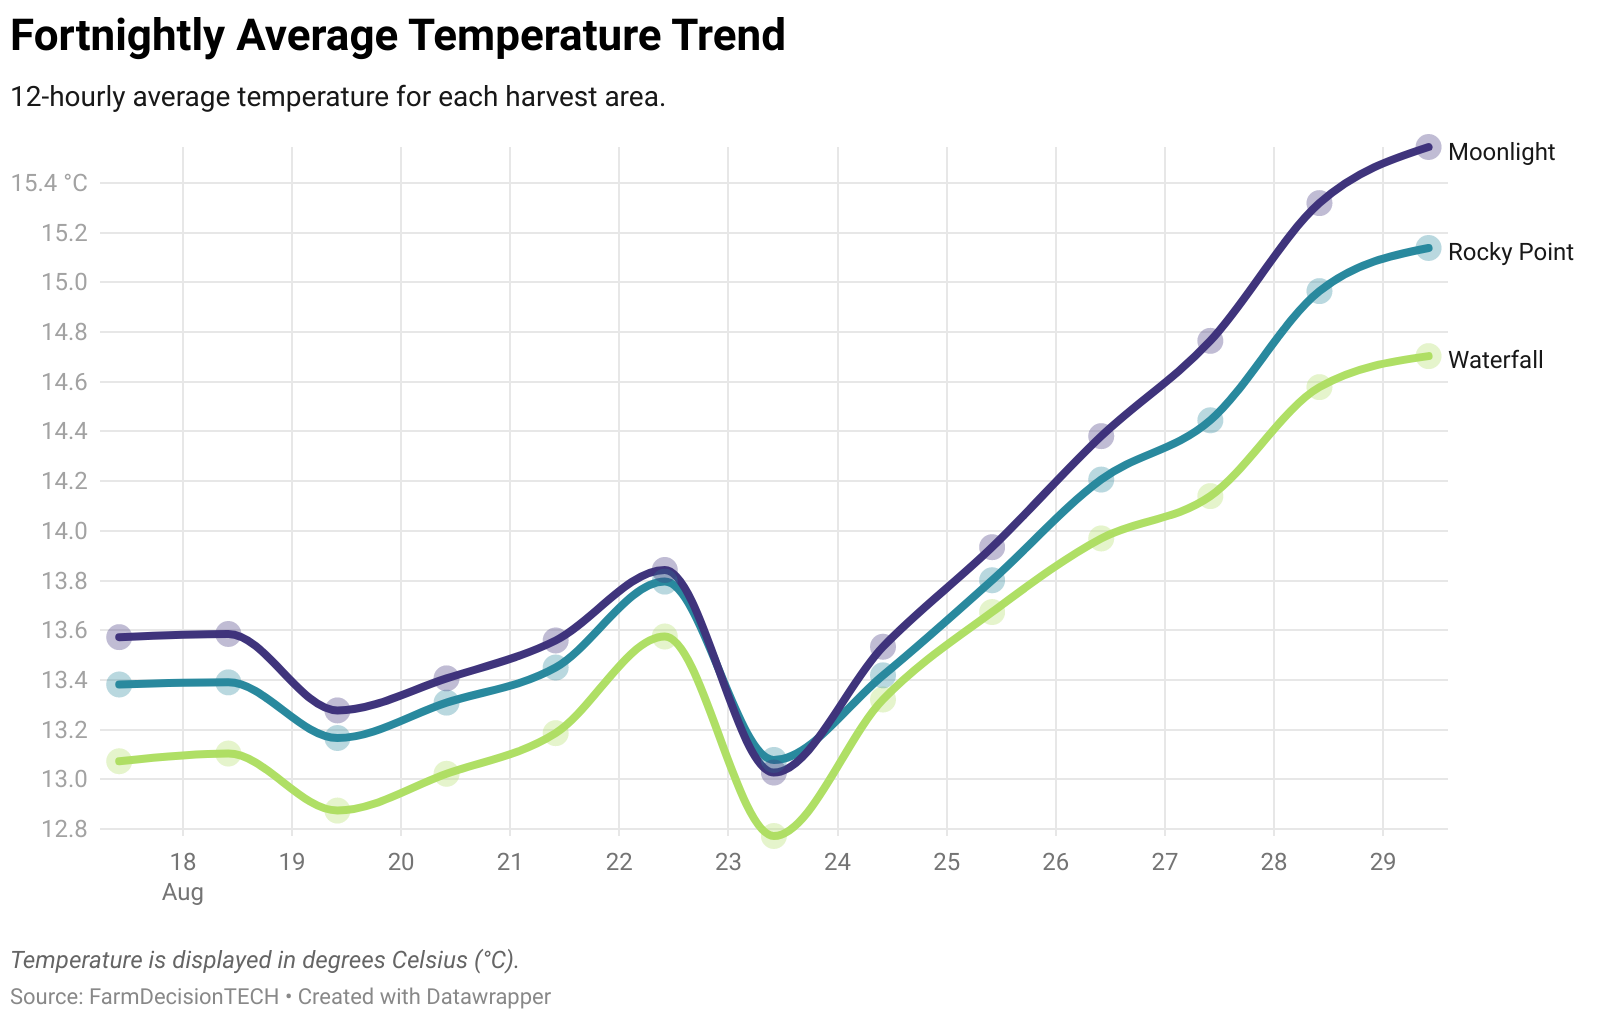 Fortnightly Average Temperature Trend
12-hourly average temperature for each harvest area.
Moonlight
15.4 °C
15.2
Rocky Point
15.0
14.8
Waterfall
14.6
14.4
14.2
14.0
13.8
13.6
13.4
13.2
13.0
12.8
18 19 20 21 22 23 24 25 26 27 28 29
Aug
Temperature is displayed in degrees Celsius (°C).
Source: FarmDecisionTECH • Created with Datawrapper